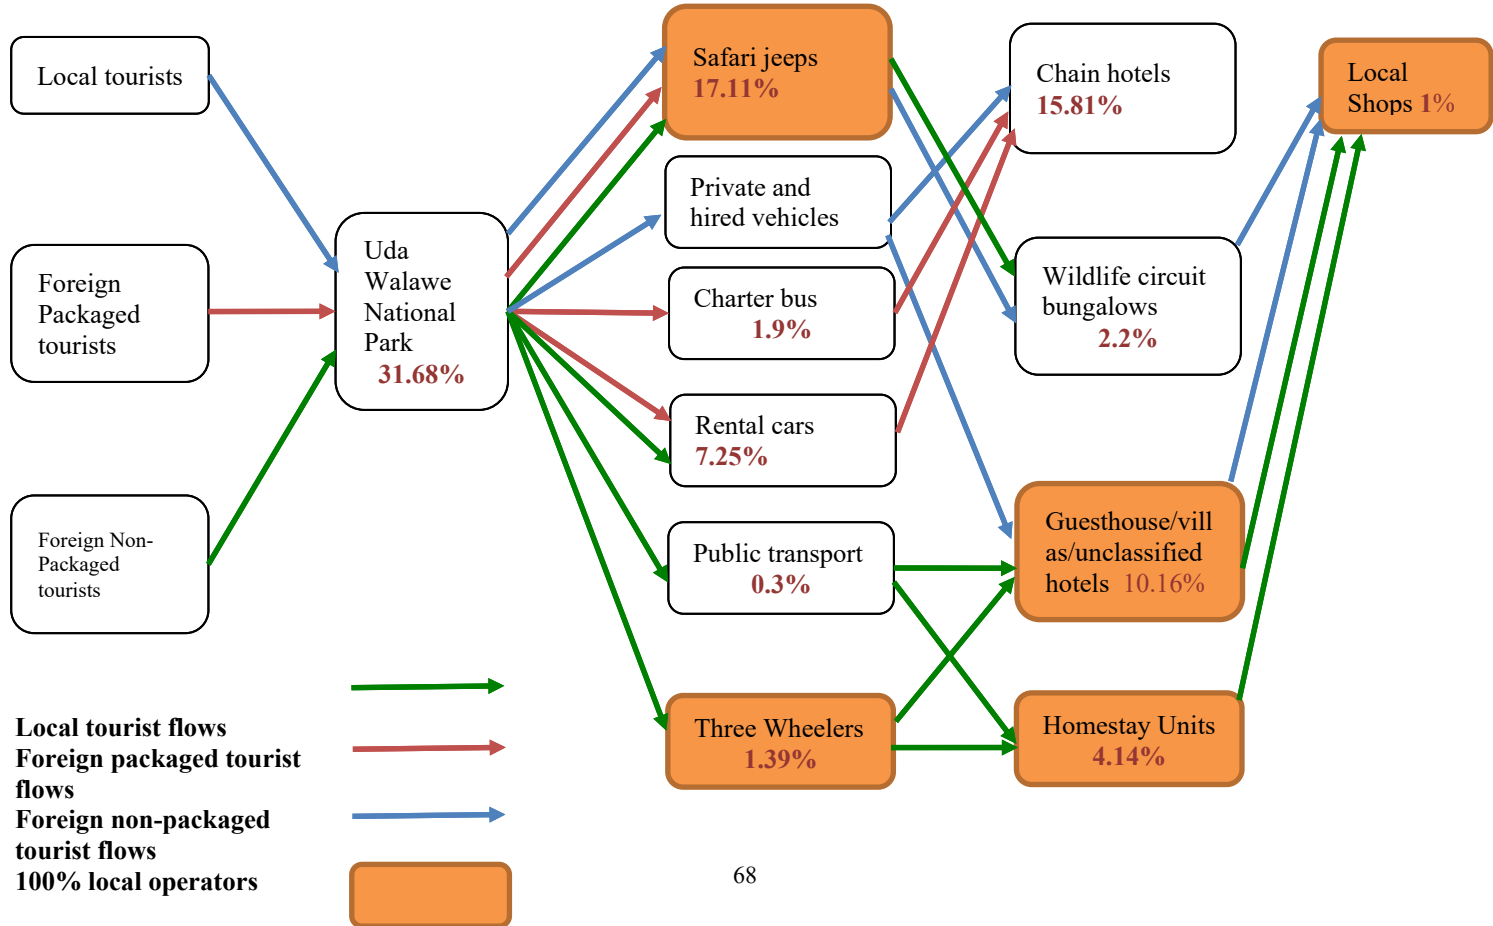 Local tourists
Foreign
Packaged
tourists
Foreign Non-
Packaged
tourists
Uda
Walawe
National
Park
31.68%
Safari jeeps
17.11%
Private and
hired vehicles
Charter bus
1.9%
Rental cars
7.25%
Public transport
0.3%
Three Wheelers
1.39%
Chain hotels
15.81%
Wildlife circuit
bungalows
2.2%
Guesthouse/vill
as/unclassified
hotels 10.16%
Homestay Units
4.14%
Local
Shops 1%
Local tourist flows
Foreign packaged tourist
flows
Foreign non-packaged
tourist flows
100% local operators
68